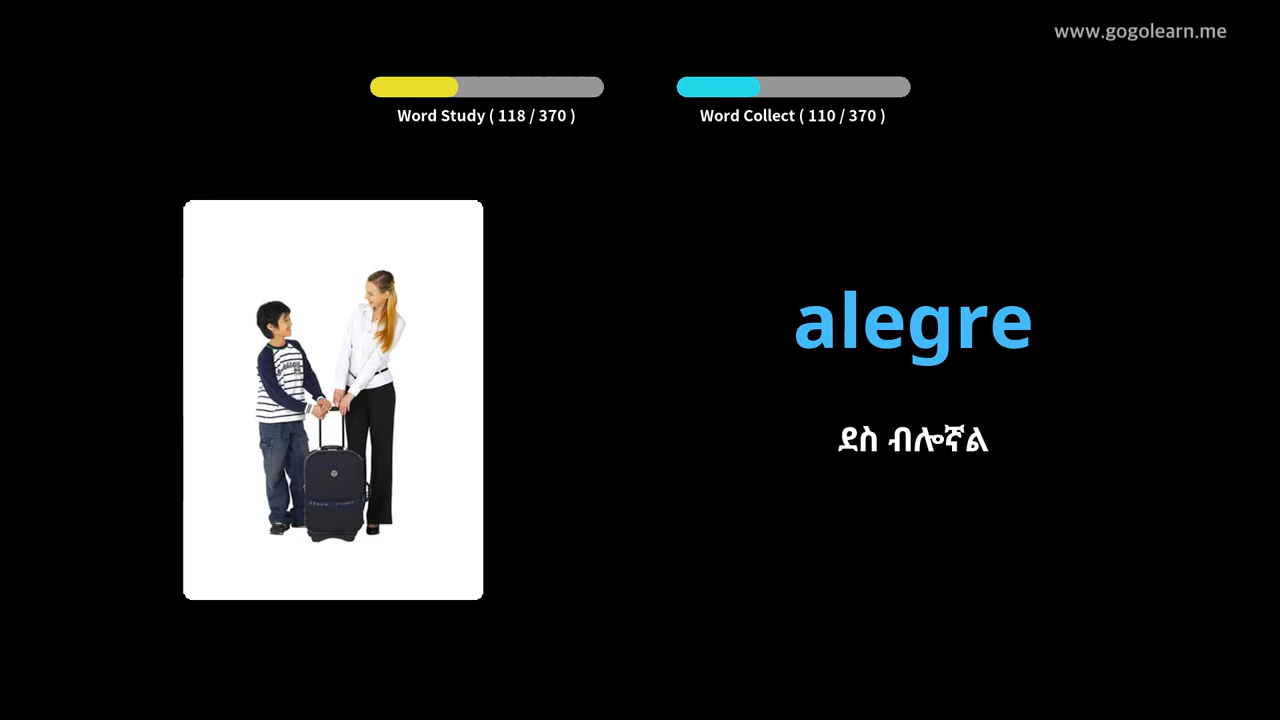 www.gogolearn.me
Word Study ( 118 / 370 )
Word Collect ( 110 / 370 )
alegre
ደስ ብሎኛል